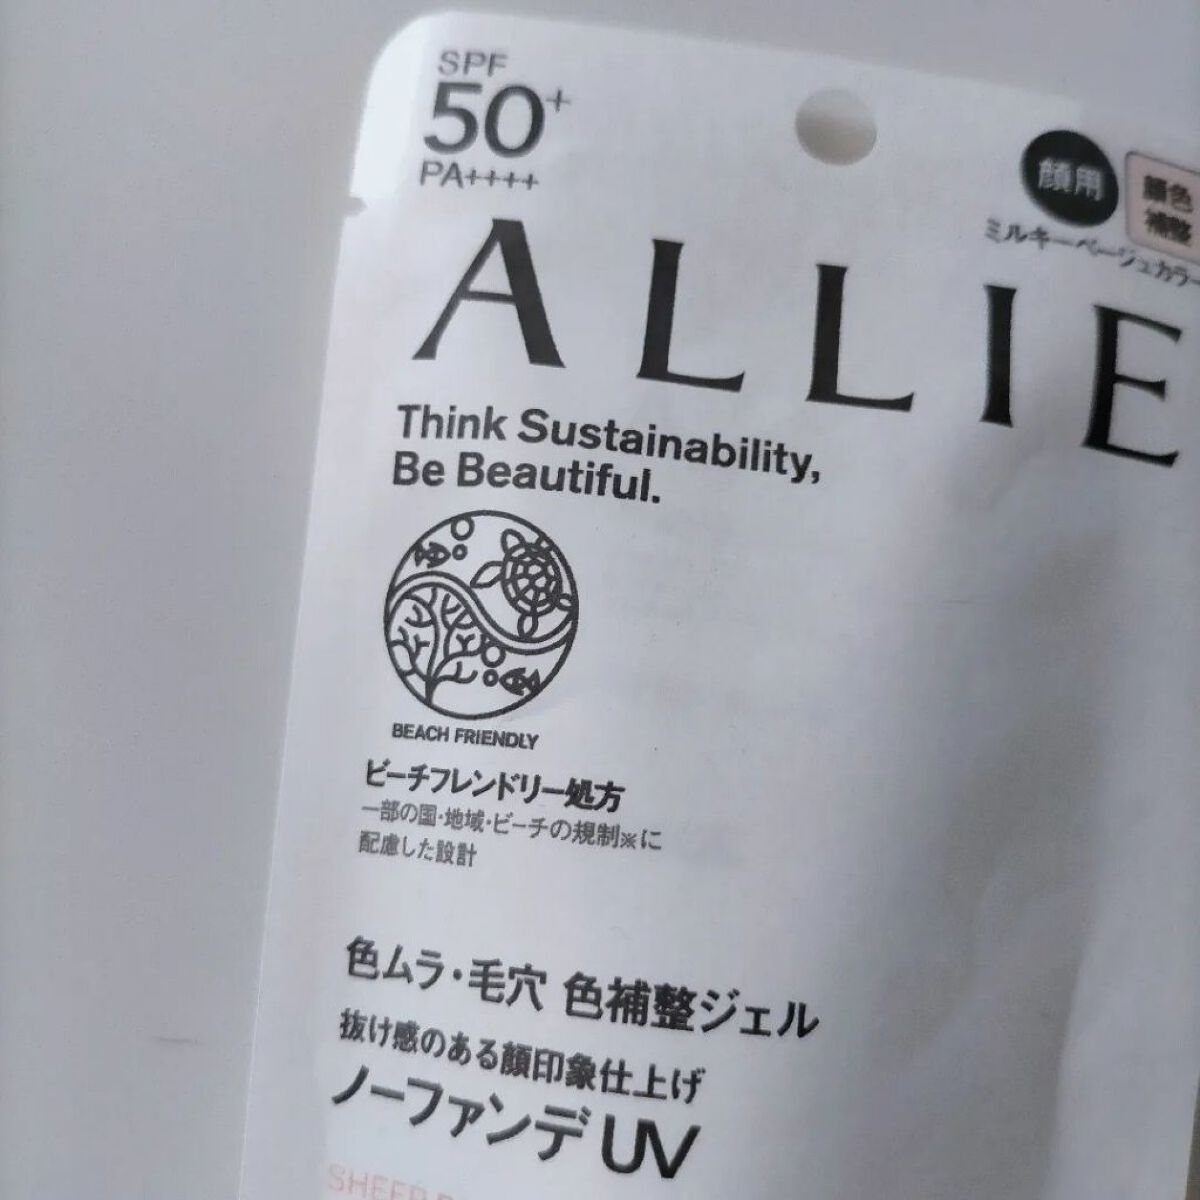 SPF
50+
PA++++
顔用
顔色
補整
ミルキーベージュカラー
ALLIE
Think Sustainability,
Be Beautiful.
BEACH FRIENDLY
ビーチフレンドリー処方
一部の国・地域・ビーチの規制※に
配慮した設計
色ムラ・毛穴 色補整ジェル
抜け感のある顔印象仕上げ
ノーファンデUV
SHEER